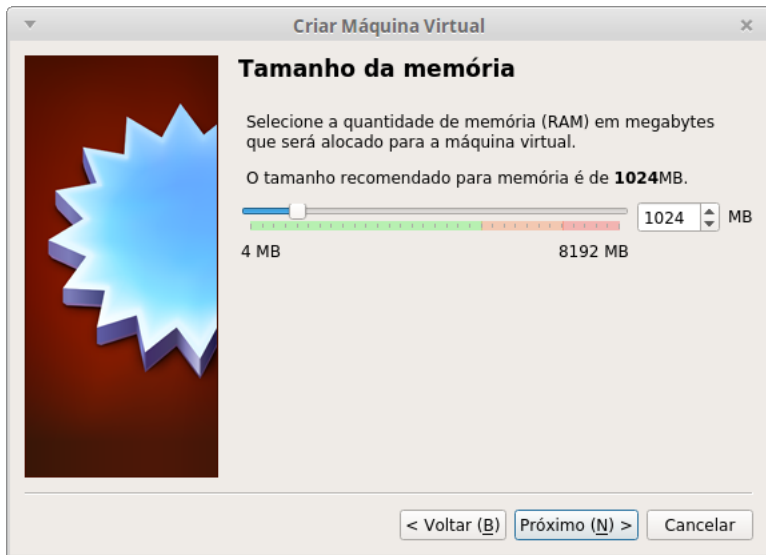 Criar Máquina Virtual
Tamanho da memória
Selecione a quantidade de memória (RAM) em megabytes
que será alocado para a máquina virtual.
O tamanho recomendado para memória é de 1024MB.
1024 MB
4 MB 8192 MB
< Voltar (B) Próximo (N) > Cancelar